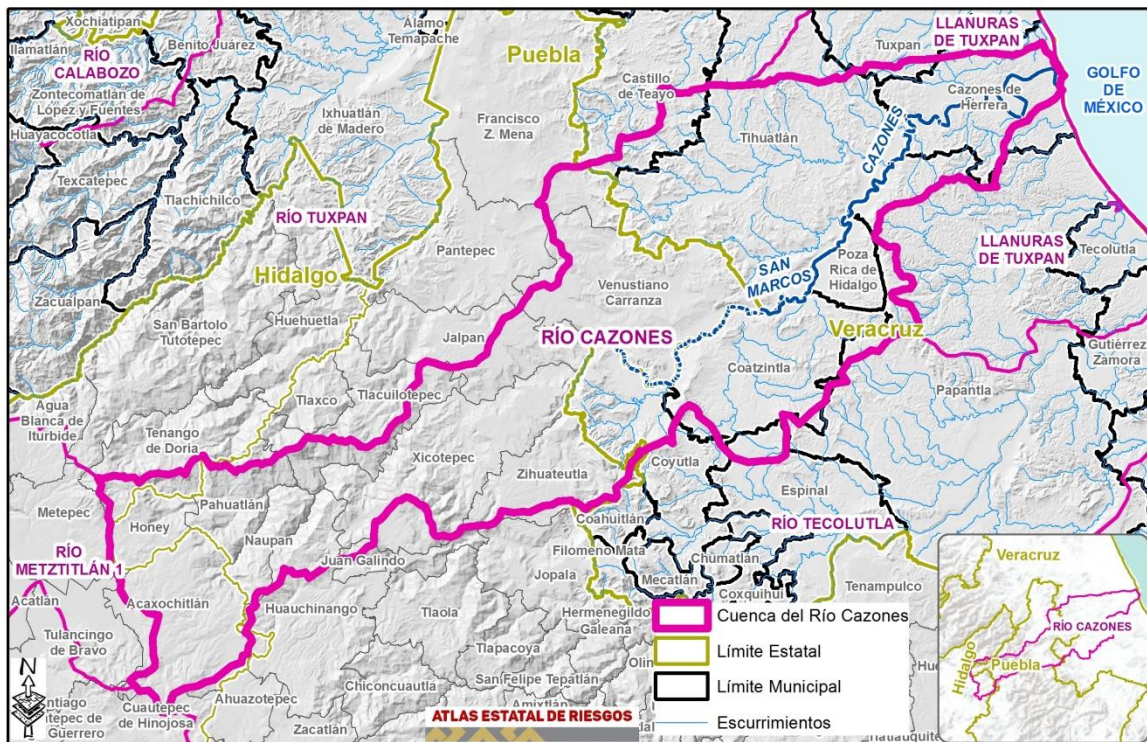 Xochiatipan
Álamo
Temapache
LLANURAS
DE TUXPAN
Ilamatlán
RÍO
CALABOZO
Benito Juárez
Puebla
Castillo
de Teayo
Tuxpan
GOLFO
DE
MÉXICO
Zontecomatlán de
López y Fuentes
Cazones de
Herrera
Huayacocotla
Ixhuatlán
de Madero
Francisco
Z. Mena
Tihuatlán
CAZONES
Texcatepec
Tlachichilco
RÍO TUXPAN
Pantepec
LLANURAS
DE TUXPAN
Tecolutla
Hidalgo
SAN
MARCOS
Poza
Rica de
Hidalgo
Zacualpan
Venustiano
Carranza
San Bartolo
Tutotepec
Huehuetla
Jalpan
RÍO CAZONES
Veracruz
Gutiérrez
Zamora
Coatzintla
Papantla
Tlaxco
Tlacuilotepec
Agua
Blanca de
Iturbide
Tenango
de Doria
Xicotepec
Zihuateutla
Coyutla
Espinal
Metepec
Pahuatlán
Honey
Naupan
Coahuitlán
RÍO TECOLUTLA
RÍO
METZTITLÁN 1
Juan Galindo
Filomeno Mata
Chumatlán
Jopala
Mecatlán
Coxquihui
Tenampulco
Acatlán
Acaxochitlán
Huauchinango
Tlaola
Hermenegildo
Galeana
Tulancingo
de Bravo
Tlapacoya
Chiconcuautla
San Felipe Tepatlán
Cuautepec
de Hinojosa
Ahuazotepec
Zacatlán
Amixtlán
Santiago
Tulantepec de
Guerrero
N
ATLAS ESTATAL DE RIESGOS
Cuenca del Río Cazones
Límite Estatal
Límite Municipal
Escurrimientos
Veracruz
RÍO CAZONES
Hidalgo
Puebla